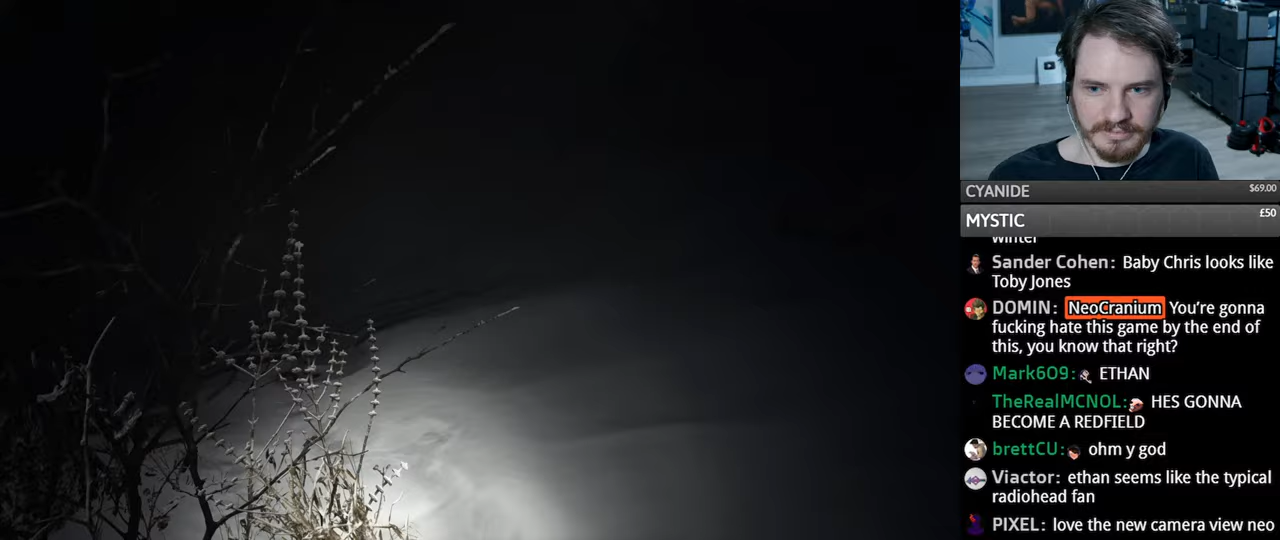 CYANIDE $69.00
MYSTIC £50
winter
Sander Cohen: Baby Chris looks like
Toby Jones
DOMIN: NeoCranium You’re gonna
fucking hate this game by the end of
this, you know that right?
Mark609: ETHAN
TheRealMCNOL: HES GONNA
BECOME A REDFIELD
brettCU: ohm y god
Viactor: ethan seems like the typical
radiohead fan
PIXEL: love the new camera view neo